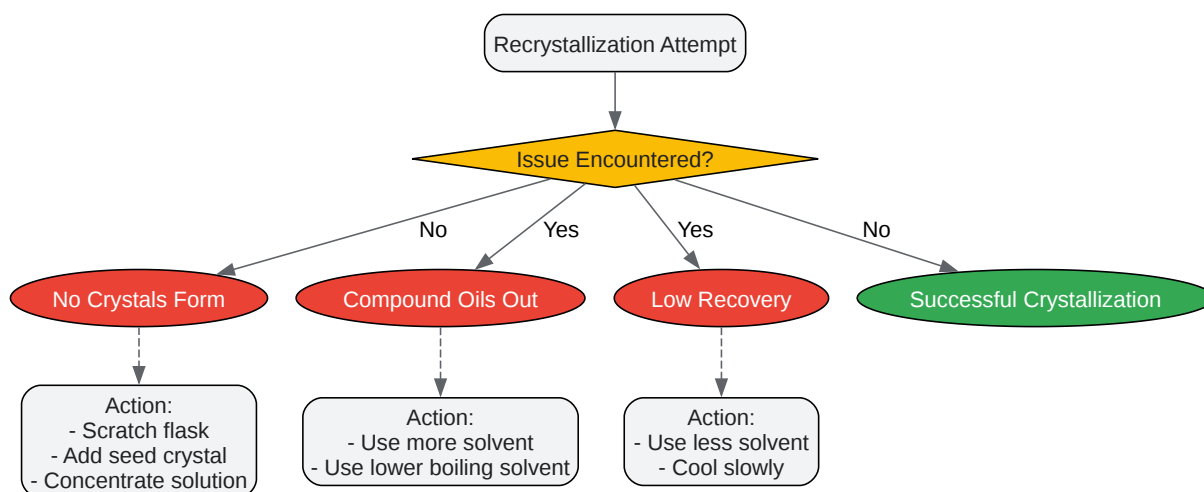 Recrystallization Attempt
Issue Encountered?
No
Yes
Yes
No
No Crystals Form
Compound Oils Out
Low Recovery
Successful Crystallization
Action:
- Scratch flask
- Add seed crystal
- Concentrate solution
Action:
- Use more solvent
- Use lower boiling solvent
Action:
- Use less solvent
- Cool slowly